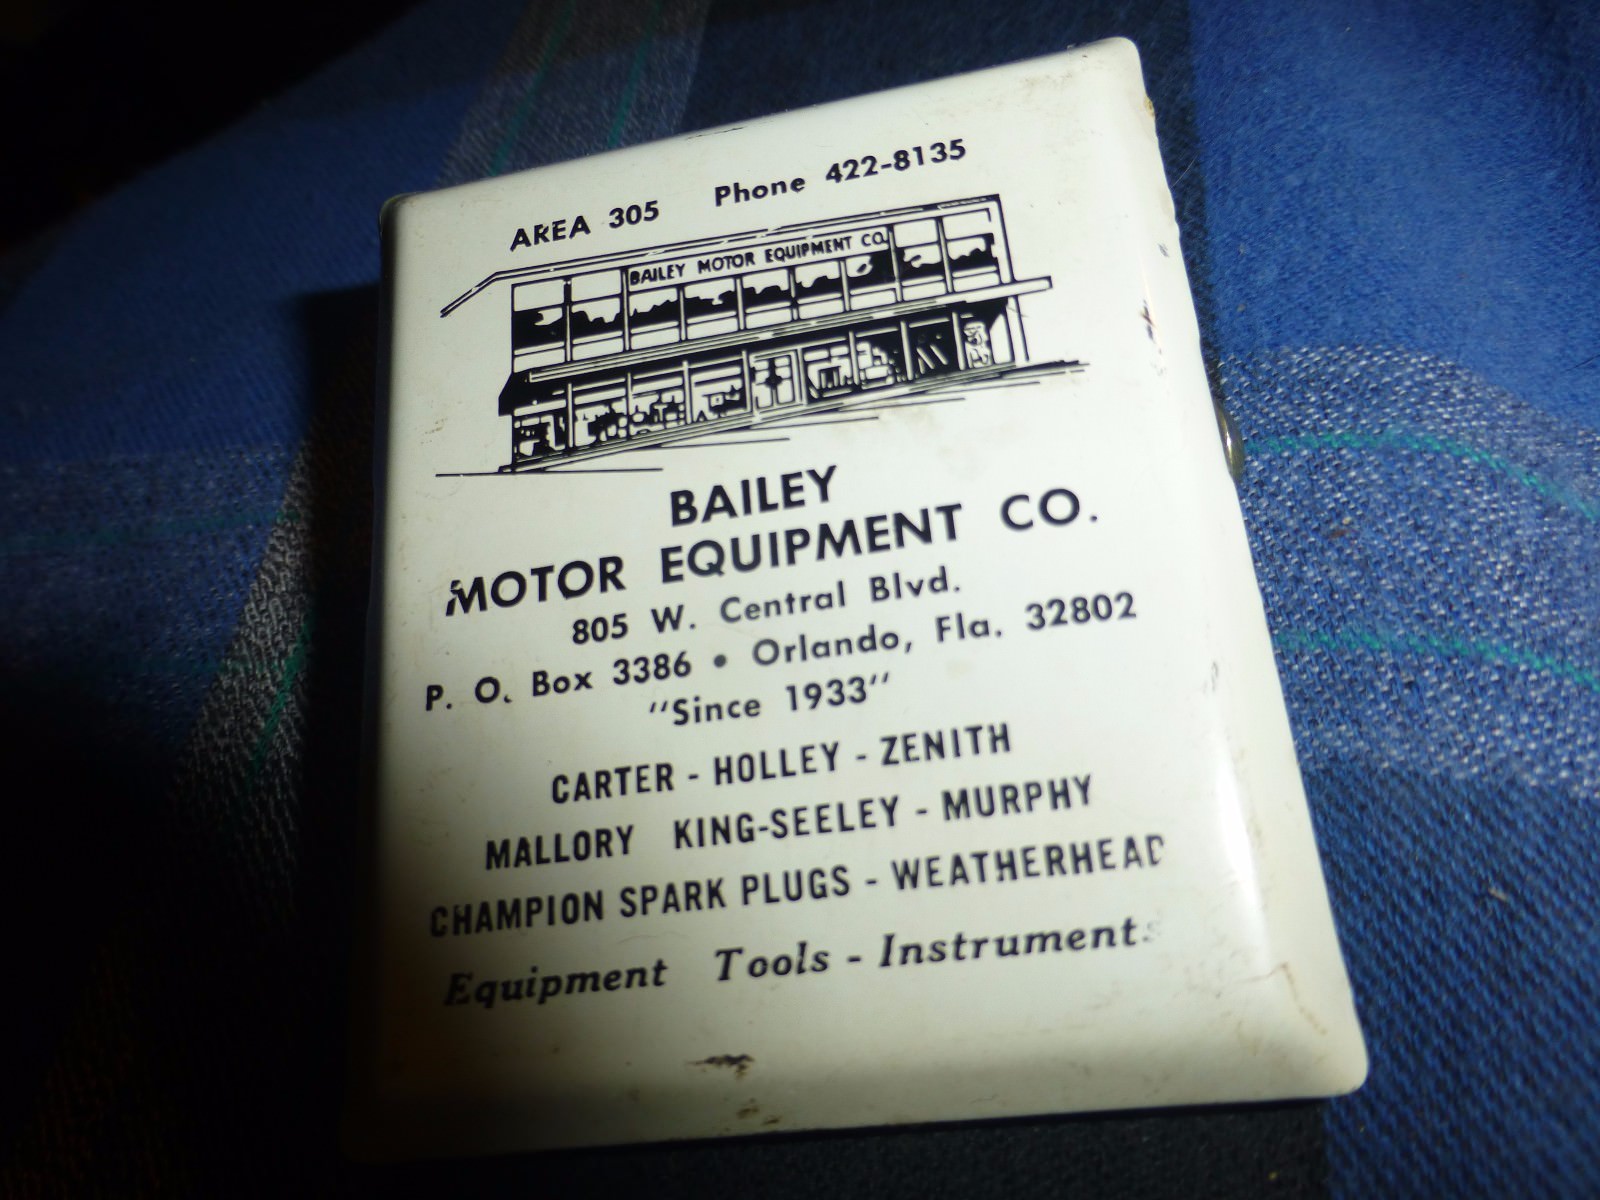 AREA 305 Phone 422-8135
BAILEY MOTOR EQUIPMENT CO.
BAILEY
MOTOR EQUIPMENT CO.
805 W. Central Blvd.
P. O. Box 3386 • Orlando, Fla. 32802
"Since 1933"
CARTER - HOLLEY - ZENITH
MALLORY KING-SEELEY - MURPHY
CHAMPION SPARK PLUGS - WEATHERHEAD
Equipment Tools - Instruments